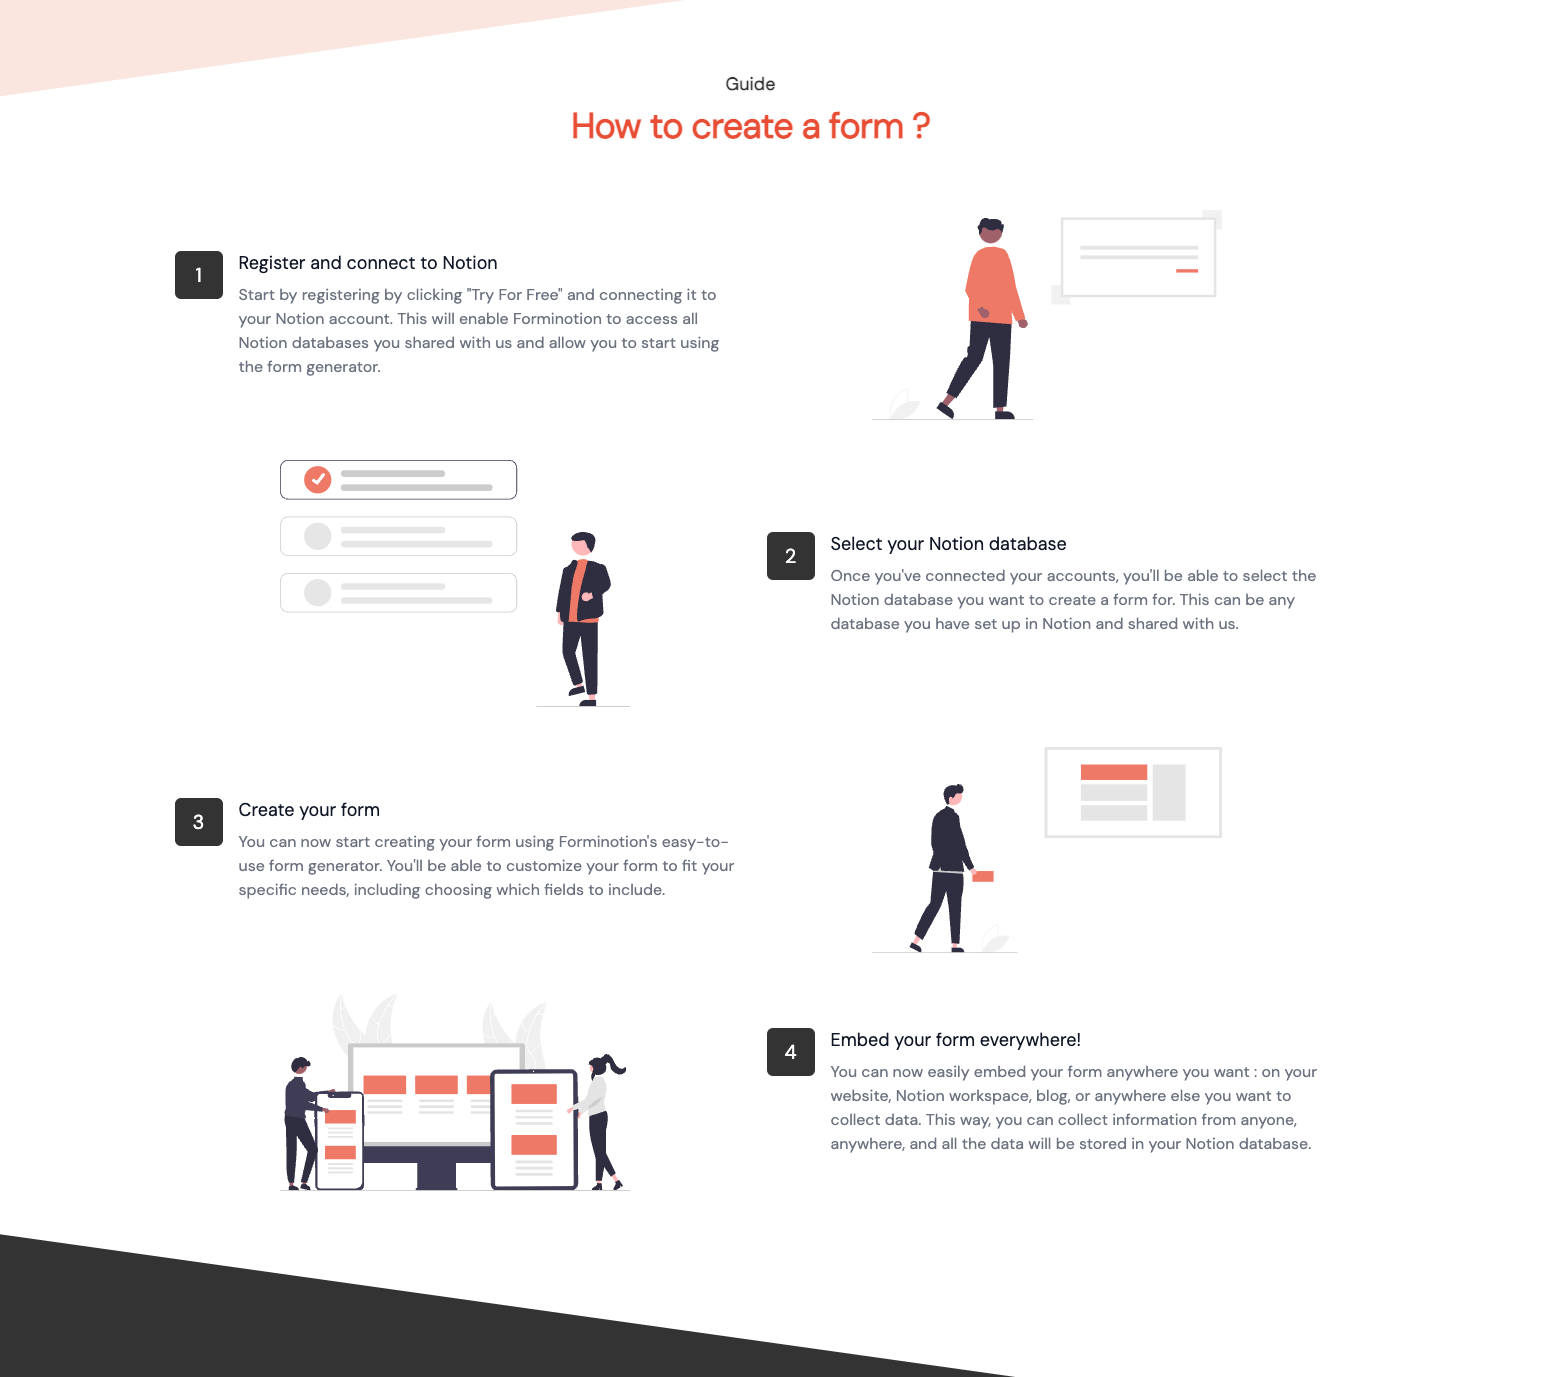 Guide
How to create a form ?
1
Register and connect to Notion
Start by registering by clicking "Try For Free" and connecting it to
your Notion account. This will enable Forminotion to access all
Notion databases you shared with us and allow you to start using
the form generator.
2
Select your Notion database
Once you've connected your accounts, you'll be able to select the
Notion database you want to create a form for. This can be any
database you have set up in Notion and shared with us.
3
Create your form
You can now start creating your form using Forminotion's easy-to-
use form generator. You'll be able to customize your form to fit your
specific needs, including choosing which fields to include.
4
Embed your form everywhere!
You can now easily embed your form anywhere you want : on your
website, Notion workspace, blog, or anywhere else you want to
collect data. This way, you can collect information from anyone,
anywhere, and all the data will be stored in your Notion database.